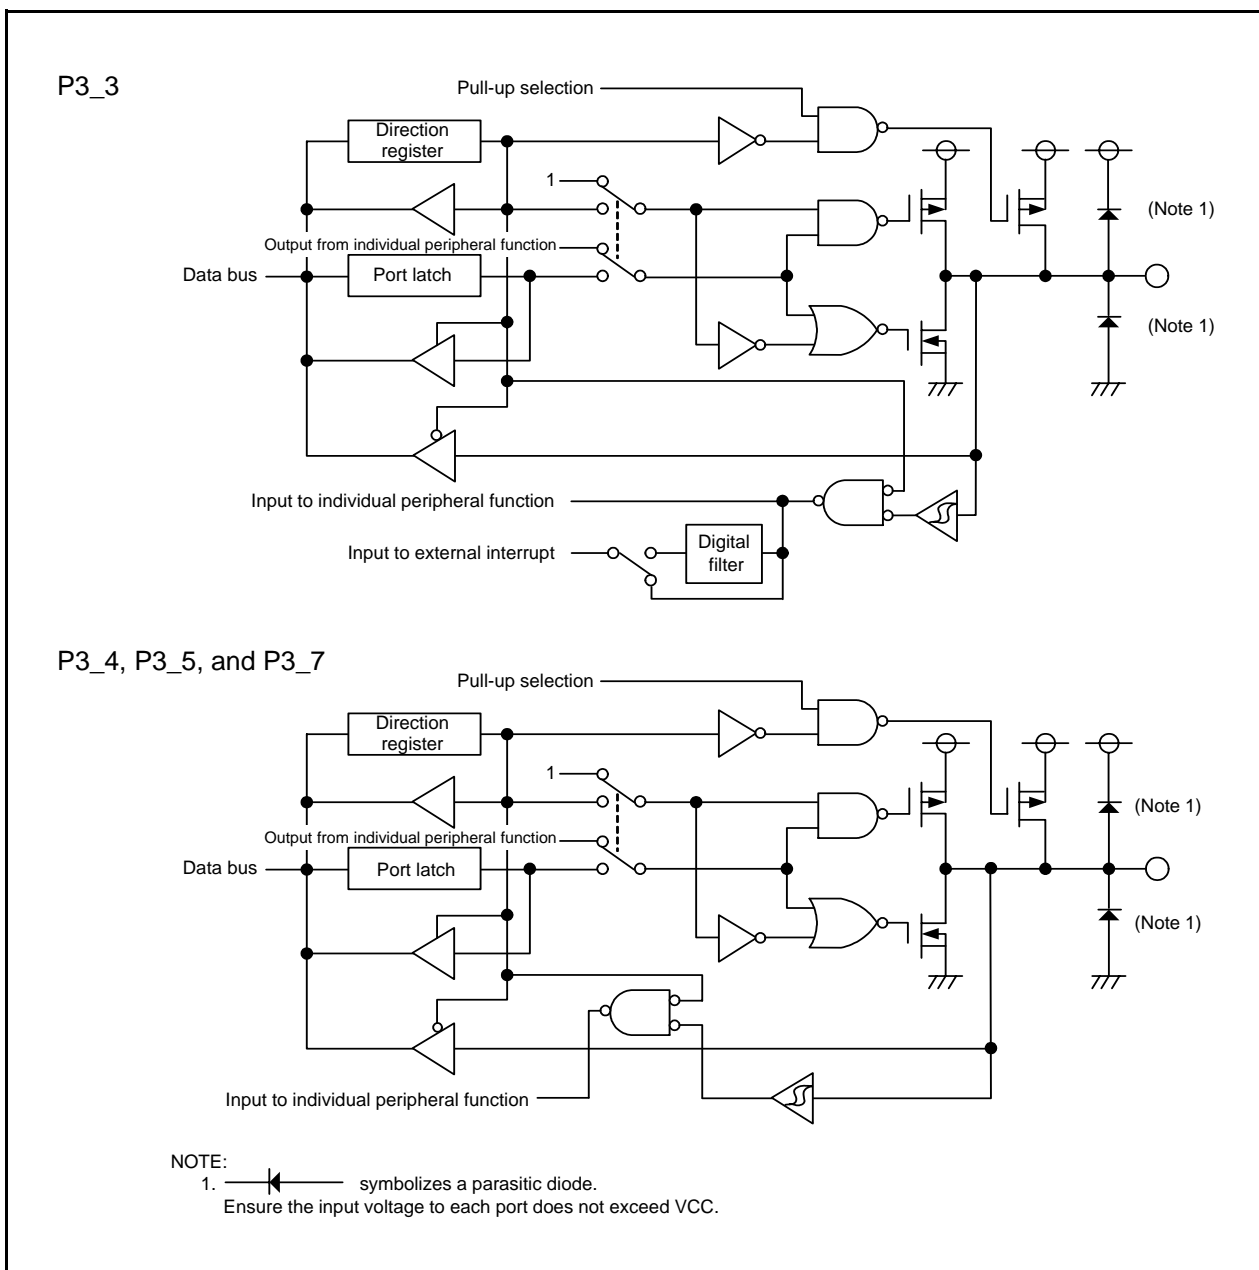 P3_3
Pull-up selection
Direction
register
1
Output from individual peripheral function
Data bus
Port latch
(Note 1)
(Note 1)
Input to individual peripheral function
Input to external interrupt
Digital
filter
P3_4, P3_5, and P3_7
Pull-up selection
Direction
register
1
Output from individual peripheral function
Data bus
Port latch
(Note 1)
(Note 1)
Input to individual peripheral function
NOTE:
1. symbolizes a parasitic diode.
Ensure the input voltage to each port does not exceed VCC.